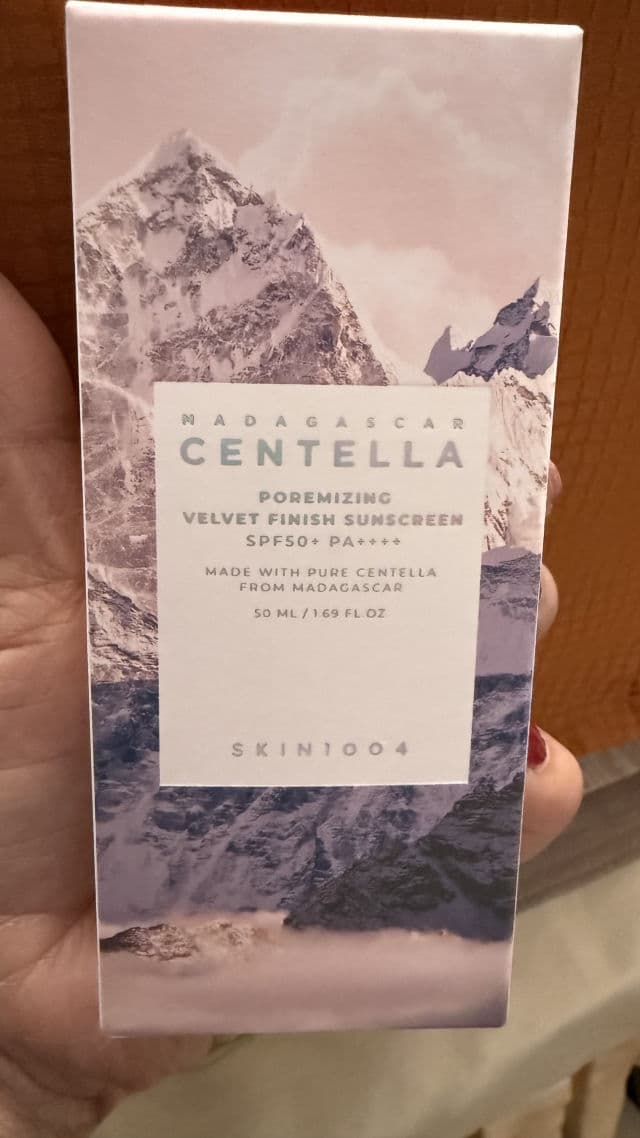 MADAGASCAR
CENTELLA
POREMIZING
VELVET FINISH SUNSCREEN
SPF50+ PA++++
MADE WITH PURE CENTELLA
FROM MADAGASCAR
50 ML / 1.69 FL OZ
SKIN1004